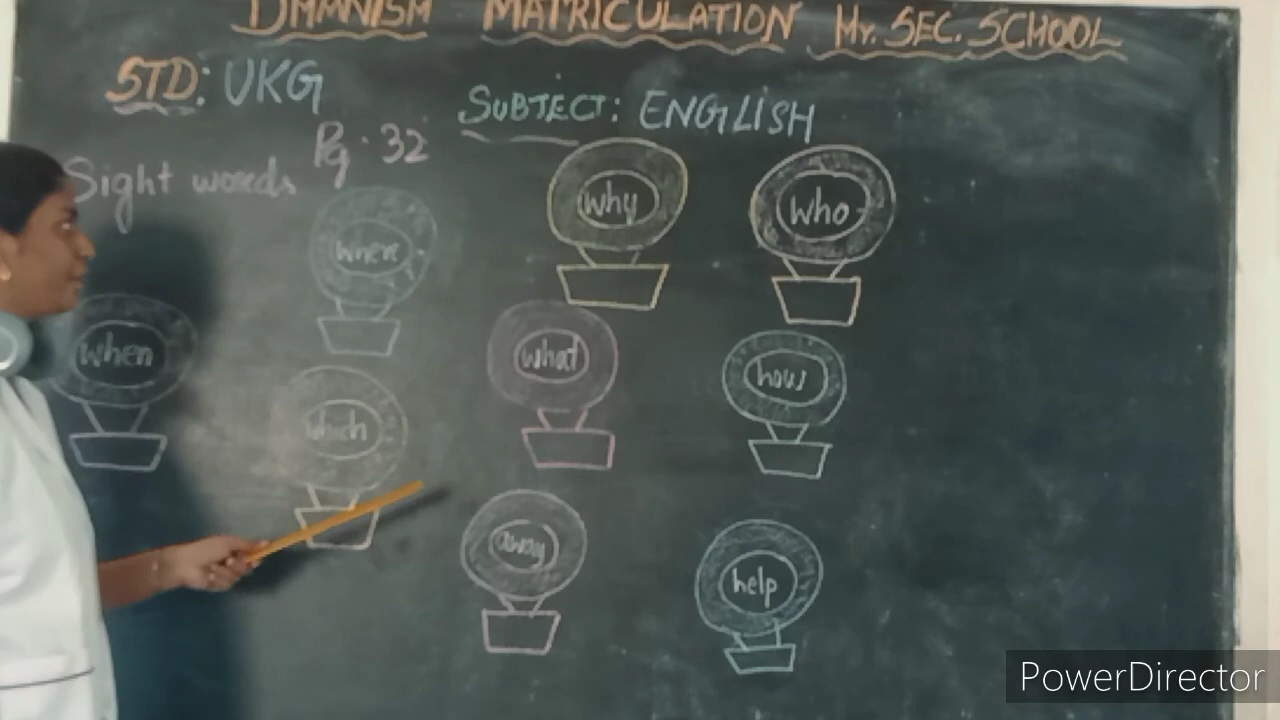 DHANISH MATRICULATION Hr. SEC. SCHOOL
STD: UKG
SUBJECT: ENGLISH
Pg. 32
Sight words
why
who
where
when
what
how
which
away
help
PowerDirector